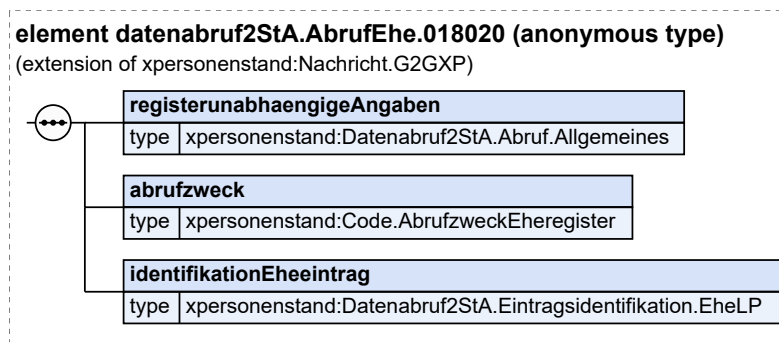 element datenabruf2StA.AbrufEhe.018020 (anonymous type)
(extension of xpersonenstand:Nachricht.G2GXP)
registerunabhaengigeAngaben
type xpersonenstand:Datenabruf2StA.Abruf.Allgemeines
abrufzweck
type xpersonenstand:Code.AbrufzweckEheregister
identifikationEheeintrag
type xpersonenstand:Datenabruf2StA.Eintragsidentifikation.EheLP